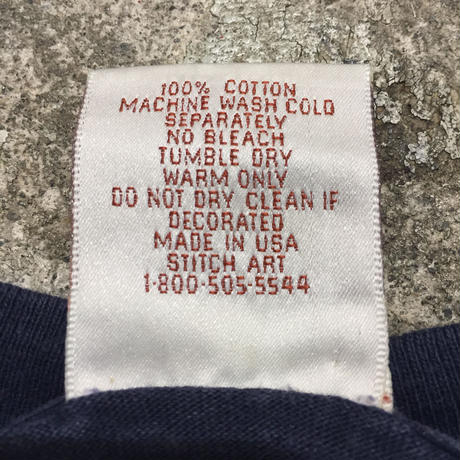 100% COTTON
MACHINE WASH COLD
SEPARATELY
NO BLEACH
TUMBLE DRY
WARM ONLY
DO NOT DRY CLEAN IF
DECORATED
MADE IN USA
STITCH ART
1-800-505-5544